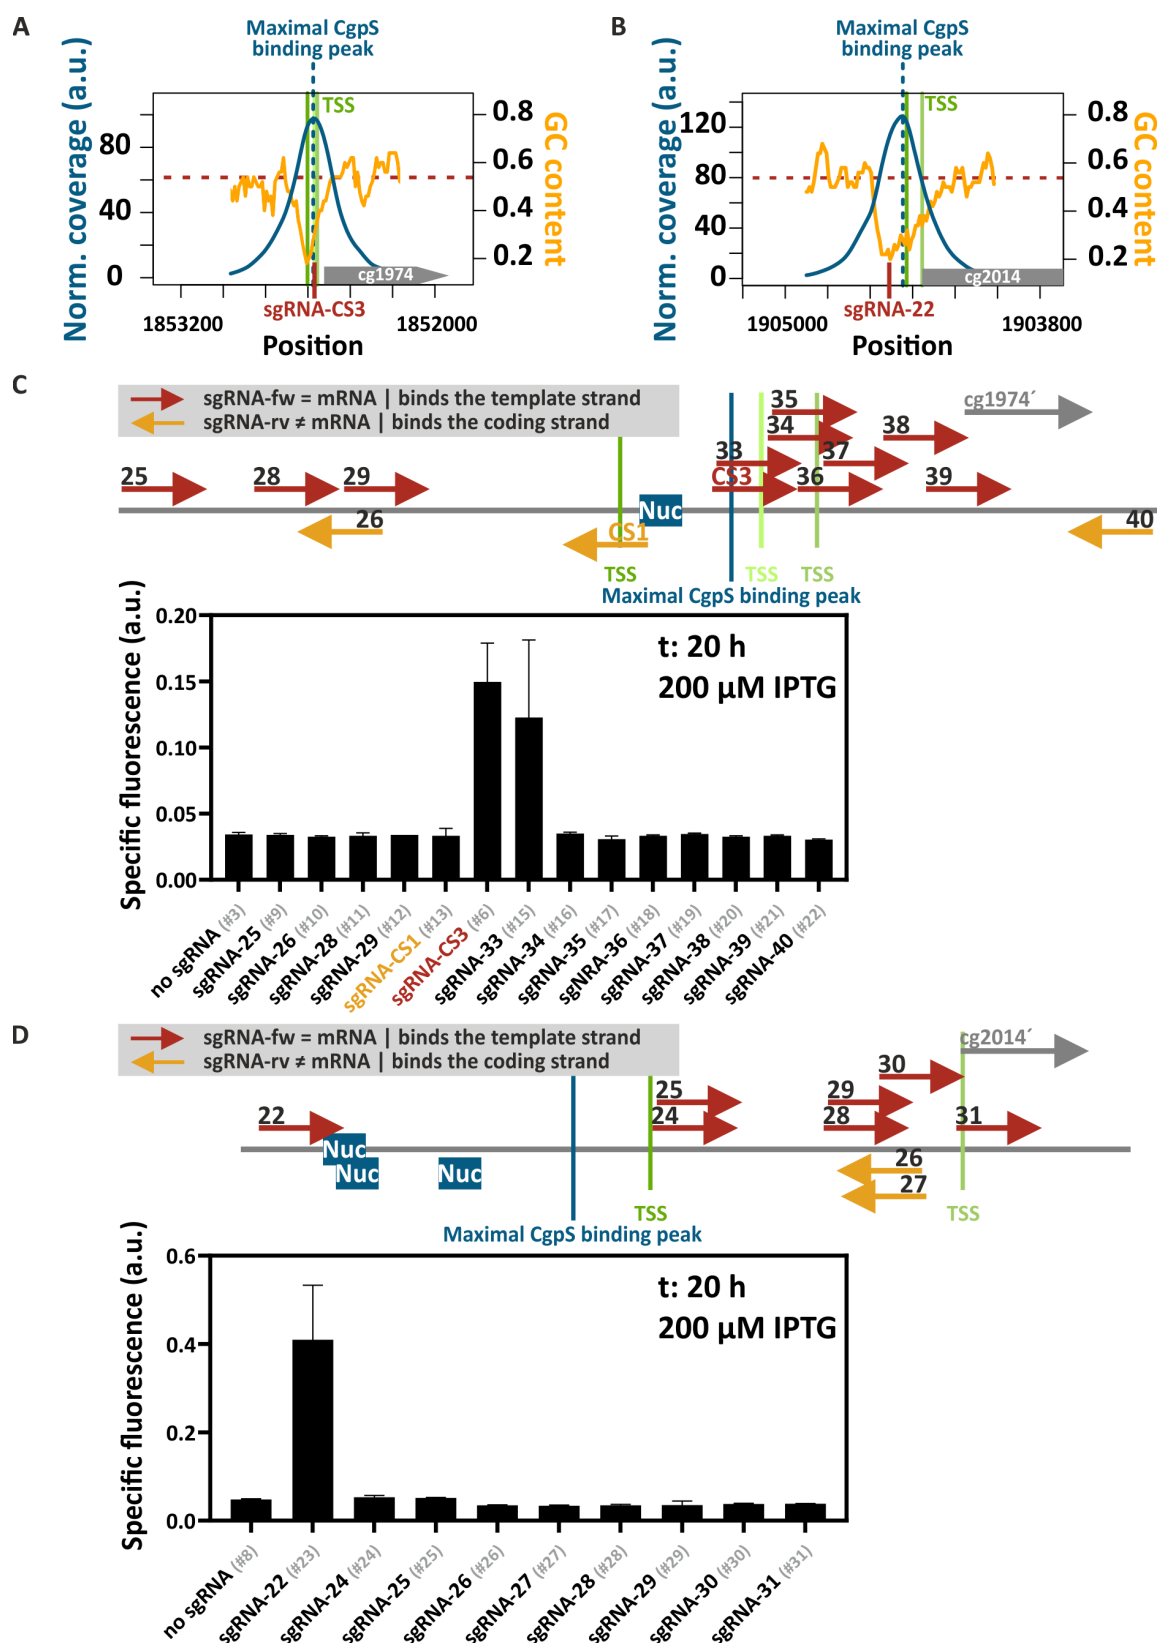 A
Maximal CgpS
binding peak
TSS
Norm. coverage (a.u.)
80
40
0
0.8
0.6
0.4
0.2
GC content
cg1974
sgRNA-CS3
1853200
1852000
Position
B
Maximal CgpS
binding peak
TSS
Norm. coverage (a.u.)
120
80
40
0
0.8
0.6
0.4
0.2
GC content
cg2014
sgRNA-22
1905000
1903800
Position
C
sgRNA-fw = mRNA | binds the template strand
sgRNA-rv ≠ mRNA | binds the coding strand
35
cg1974´
34
38
33
37
25
28
29
CS3
36
39
Nuc
26
CS1
40
TSS
TSS
TSS
Maximal CgpS binding peak
Specific fluorescence (a.u.)
0.20
0.15
0.10
0.05
0.00
t: 20 h
200 µM IPTG
no sgRNA (#3)
sgRNA-25 (#9)
sgRNA-26 (#10)
sgRNA-28 (#11)
sgRNA-29 (#12)
sgRNA-CS1 (#13)
sgRNA-CS3 (#6)
sgRNA-33 (#15)
sgRNA-34 (#16)
sgRNA-35 (#17)
sgNRA-36 (#18)
sgRNA-37 (#19)
sgRNA-38 (#20)
sgRNA-39 (#21)
sgRNA-40 (#22)
D
sgRNA-fw = mRNA | binds the template strand
sgRNA-rv ≠ mRNA | binds the coding strand
cg2014´
30
25
29
22
24
28
31
Nuc
Nuc
Nuc
26
27
TSS
TSS
Maximal CgpS binding peak
Specific fluorescence (a.u.)
0.6
0.4
0.2
0.0
t: 20 h
200 µM IPTG
no sgRNA (#8)
sgRNA-22 (#23)
sgRNA-24 (#24)
sgRNA-25 (#25)
sgRNA-26 (#26)
sgRNA-27 (#27)
sgRNA-28 (#28)
sgRNA-29 (#29)
sgRNA-30 (#30)
sgRNA-31 (#31)